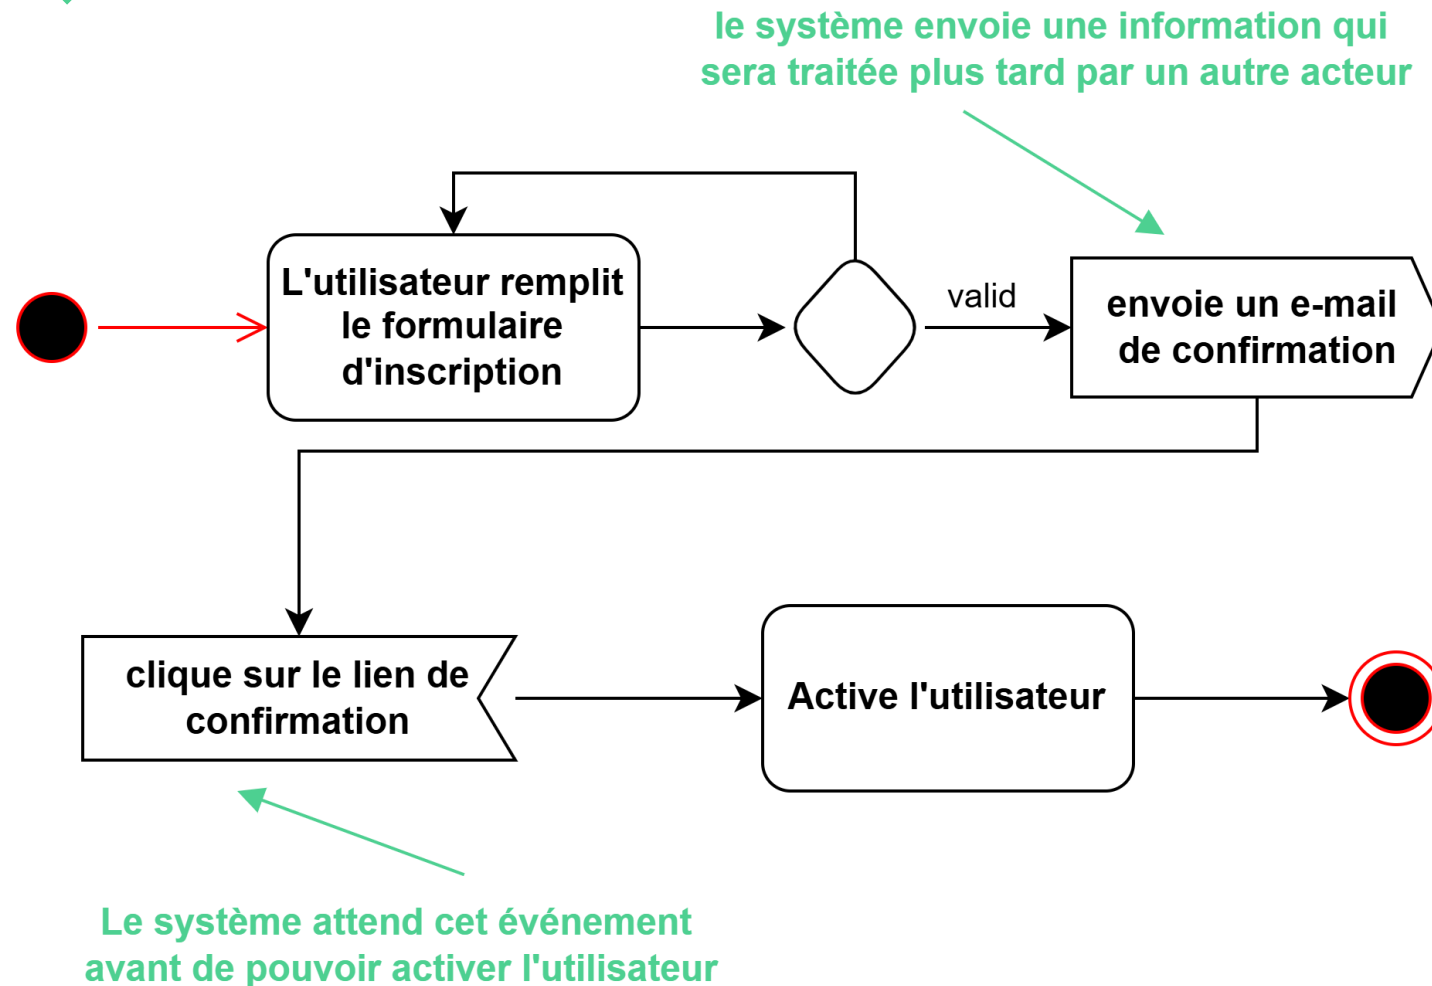 le système envoie une information qui
sera traitée plus tard par un autre acteur
L'utilisateur remplit
le formulaire
d'inscription
valid
envoie un e-mail
de confirmation
clique sur le lien de
confirmation
Active l'utilisateur
Le système attend cet événement
avant de pouvoir activer l'utilisateur